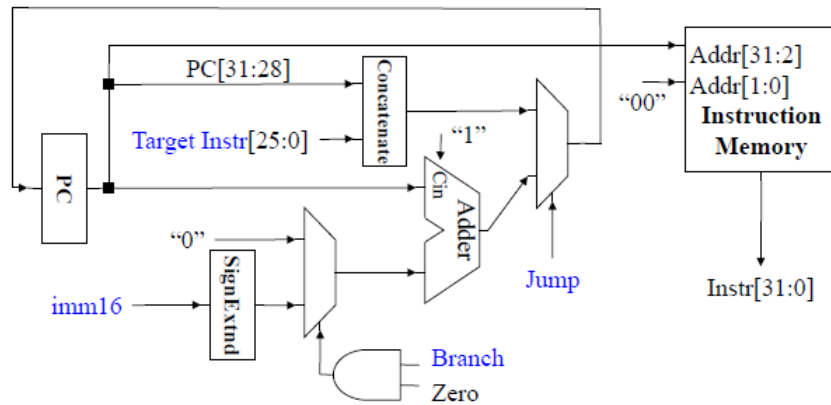 PC[31:28]
Target Instr[25:0]
Concatenate
“1”
Cin
Adder
PC
“0”
SignExtnd
imm16
Branch
Zero
Jump
Addr[31:2]
Addr[1:0]
“00”
Instruction
Memory
Instr[31:0]